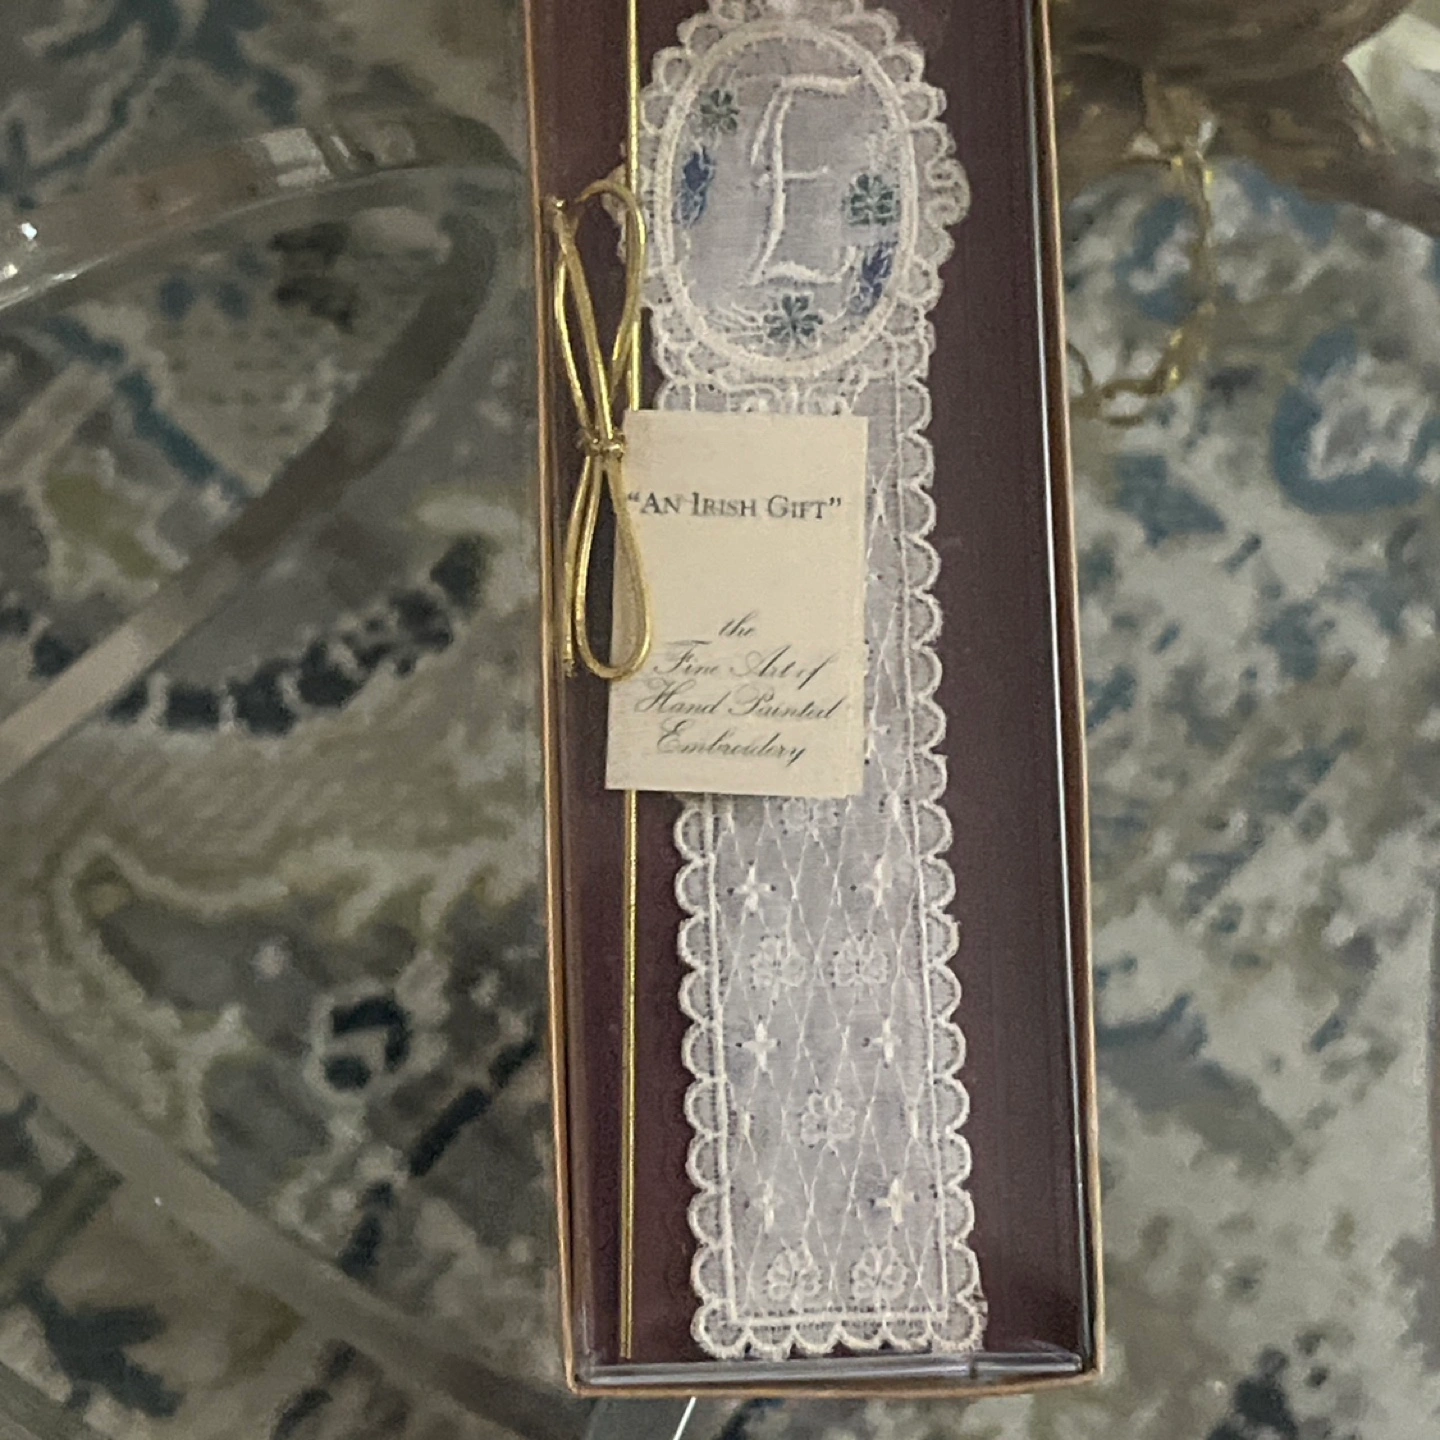 E
“AN IRISH GIFT”
the
Fine Art of
Hand Painted
Embroidery